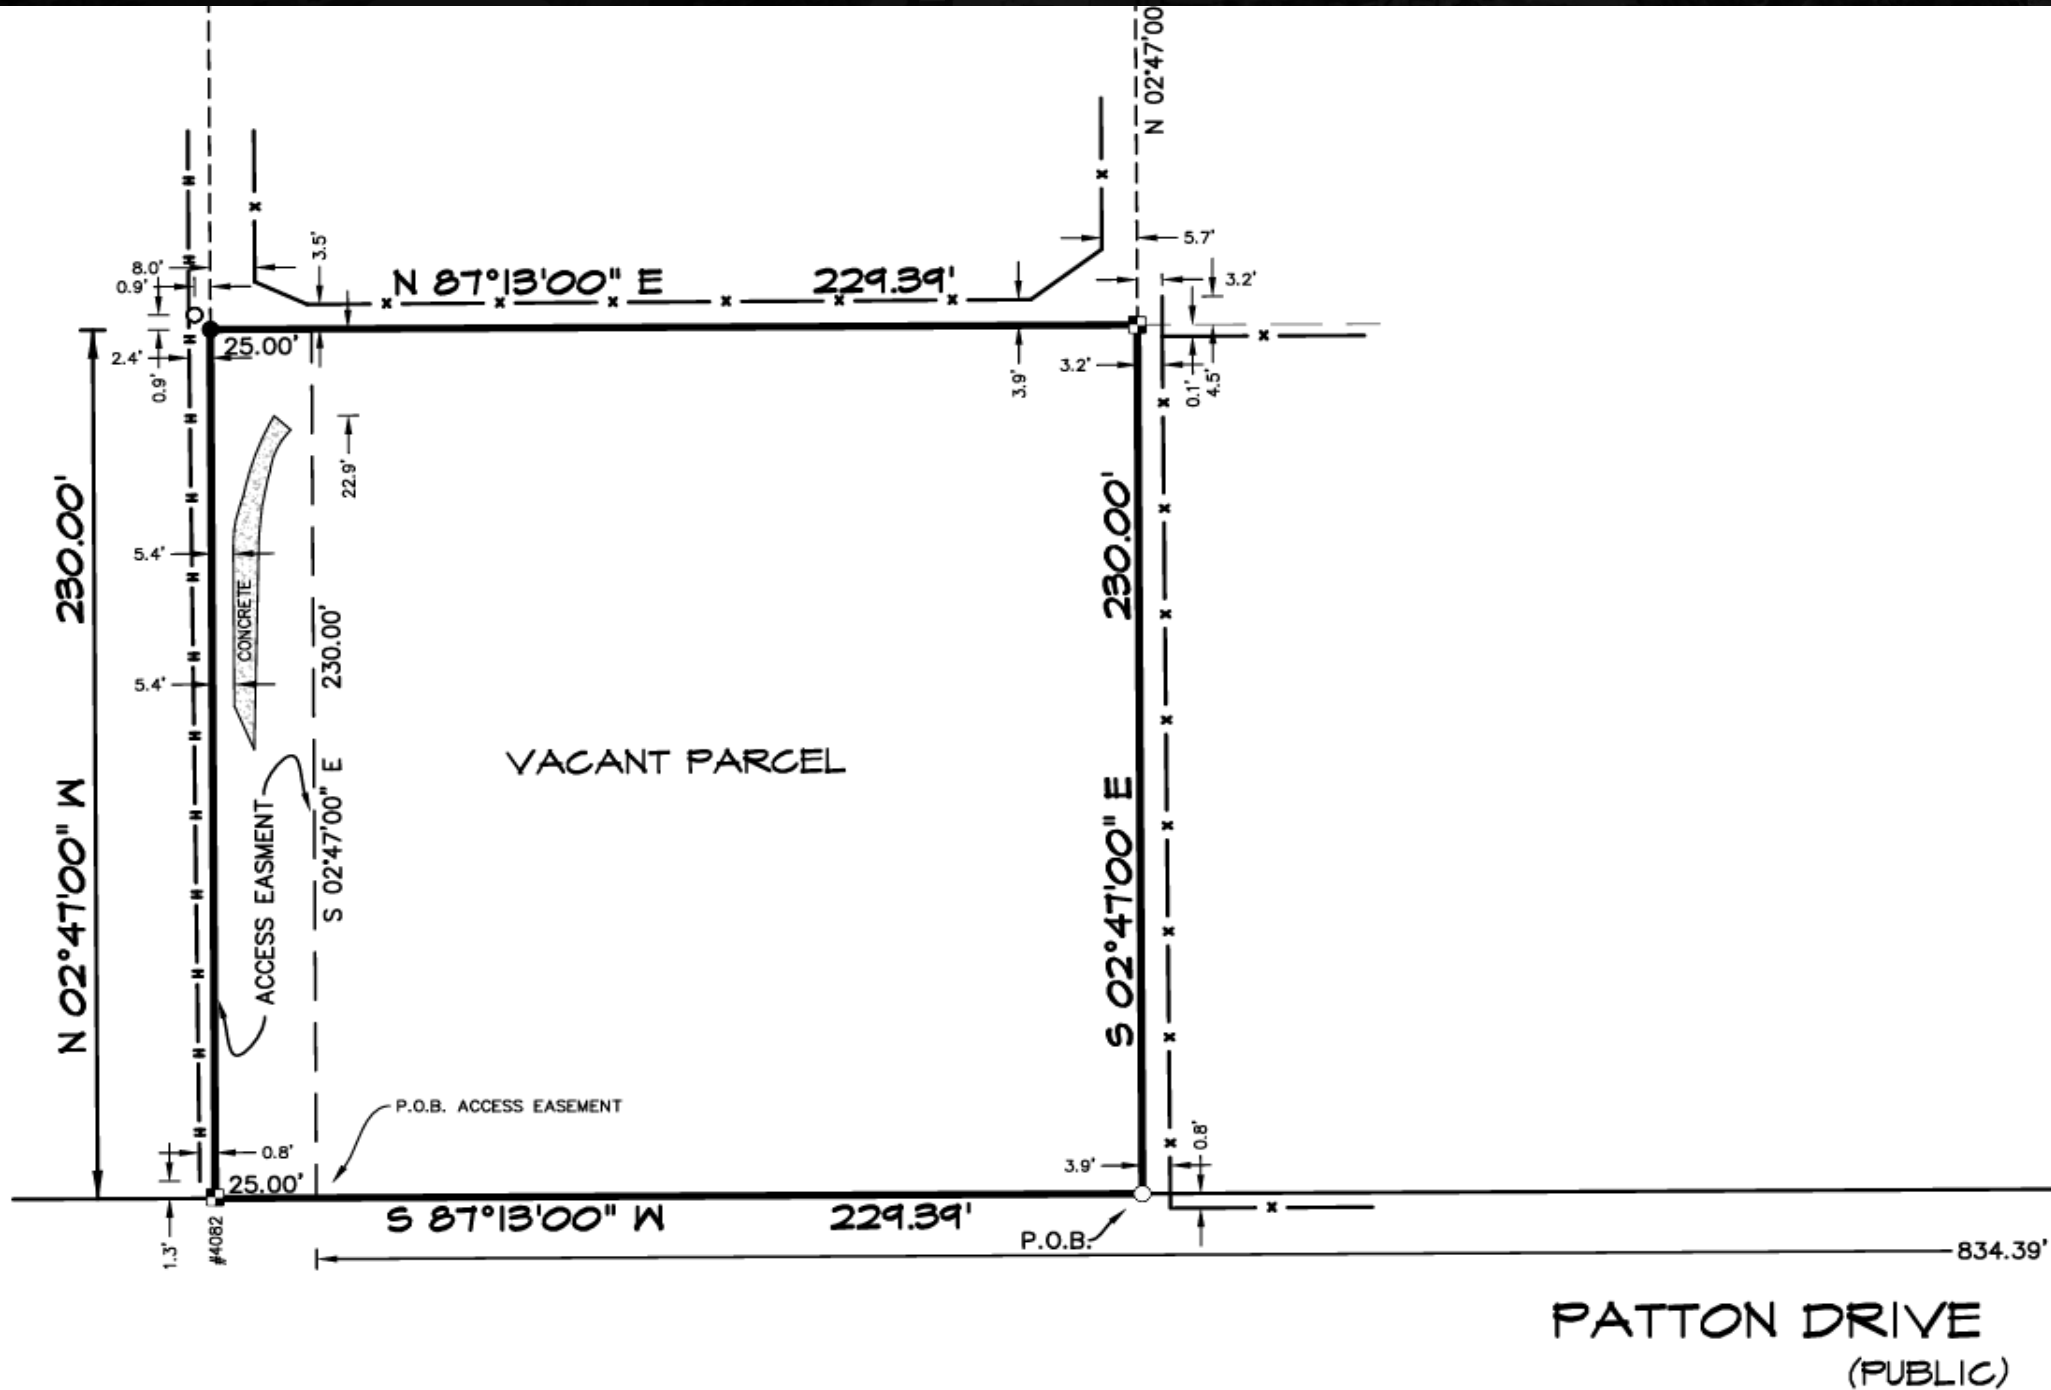 N 02°47'00
5.7'
3.5'
8.0'
0.9'
N 87°13'00" E
229.39'
3.2'
25.00'
2.4'
0.9'
3.9'
3.2'
0.1'
4.5'
22.9'
230.00'
N 02°47'00" W
5.4'
CONCRETE
5.4'
230.00'
S 02°47'00" E
230.00'
S 02°47'00" E
VACANT PARCEL
ACCESS EASMENT
P.O.B. ACCESS EASEMENT
0.8'
0.8'
3.9'
25.00'
S 87°13'00" W
229.39'
1.3'
#4082
P.O.B.
834.39'
PATTON DRIVE
(PUBLIC)